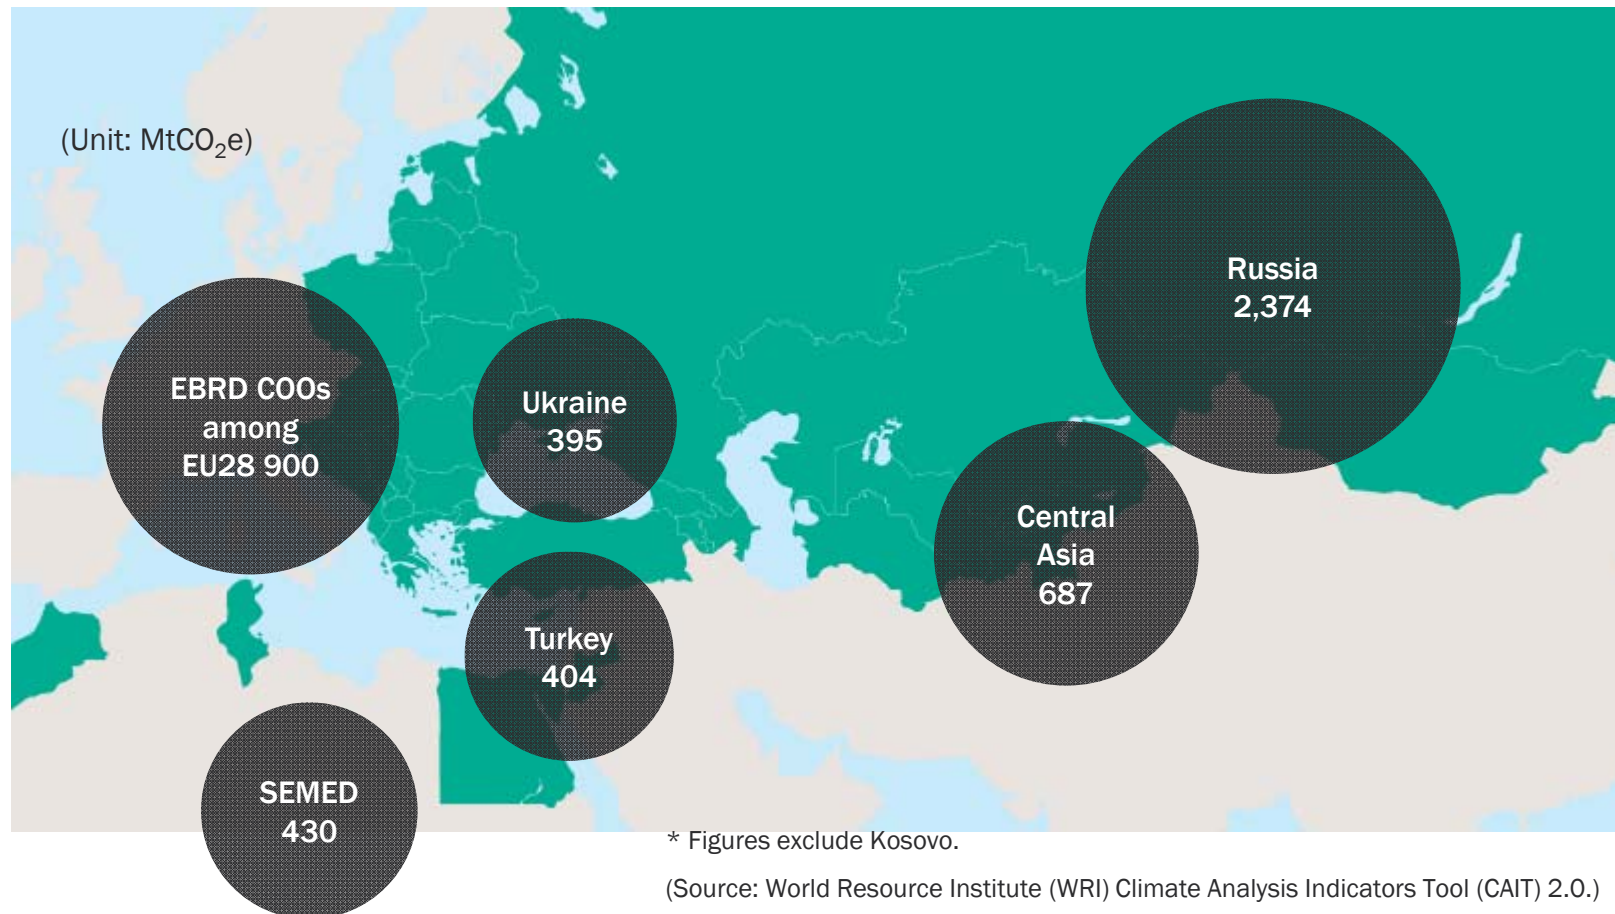 (Unit: MtCO₂e)
Russia
2,374
EBRD COOs
among
EU28 900
Ukraine
395
Central
Asia
687
Turkey
404
SEMED
430
* Figures exclude Kosovo.
(Source: World Resource Institute (WRI) Climate Analysis Indicators Tool (CAIT) 2.0.)